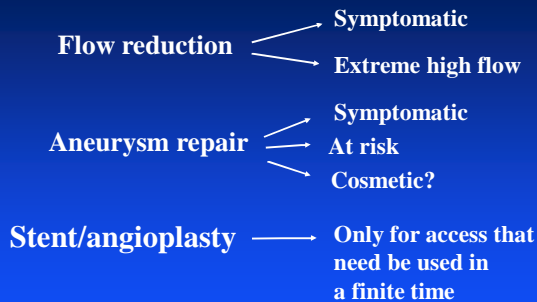 Flow reduction
Symptomatic
Extreme high flow
Aneurysm repair
Symptomatic
At risk
Cosmetic?
Stent/angioplasty
Only for access that
need be used in
a finite time